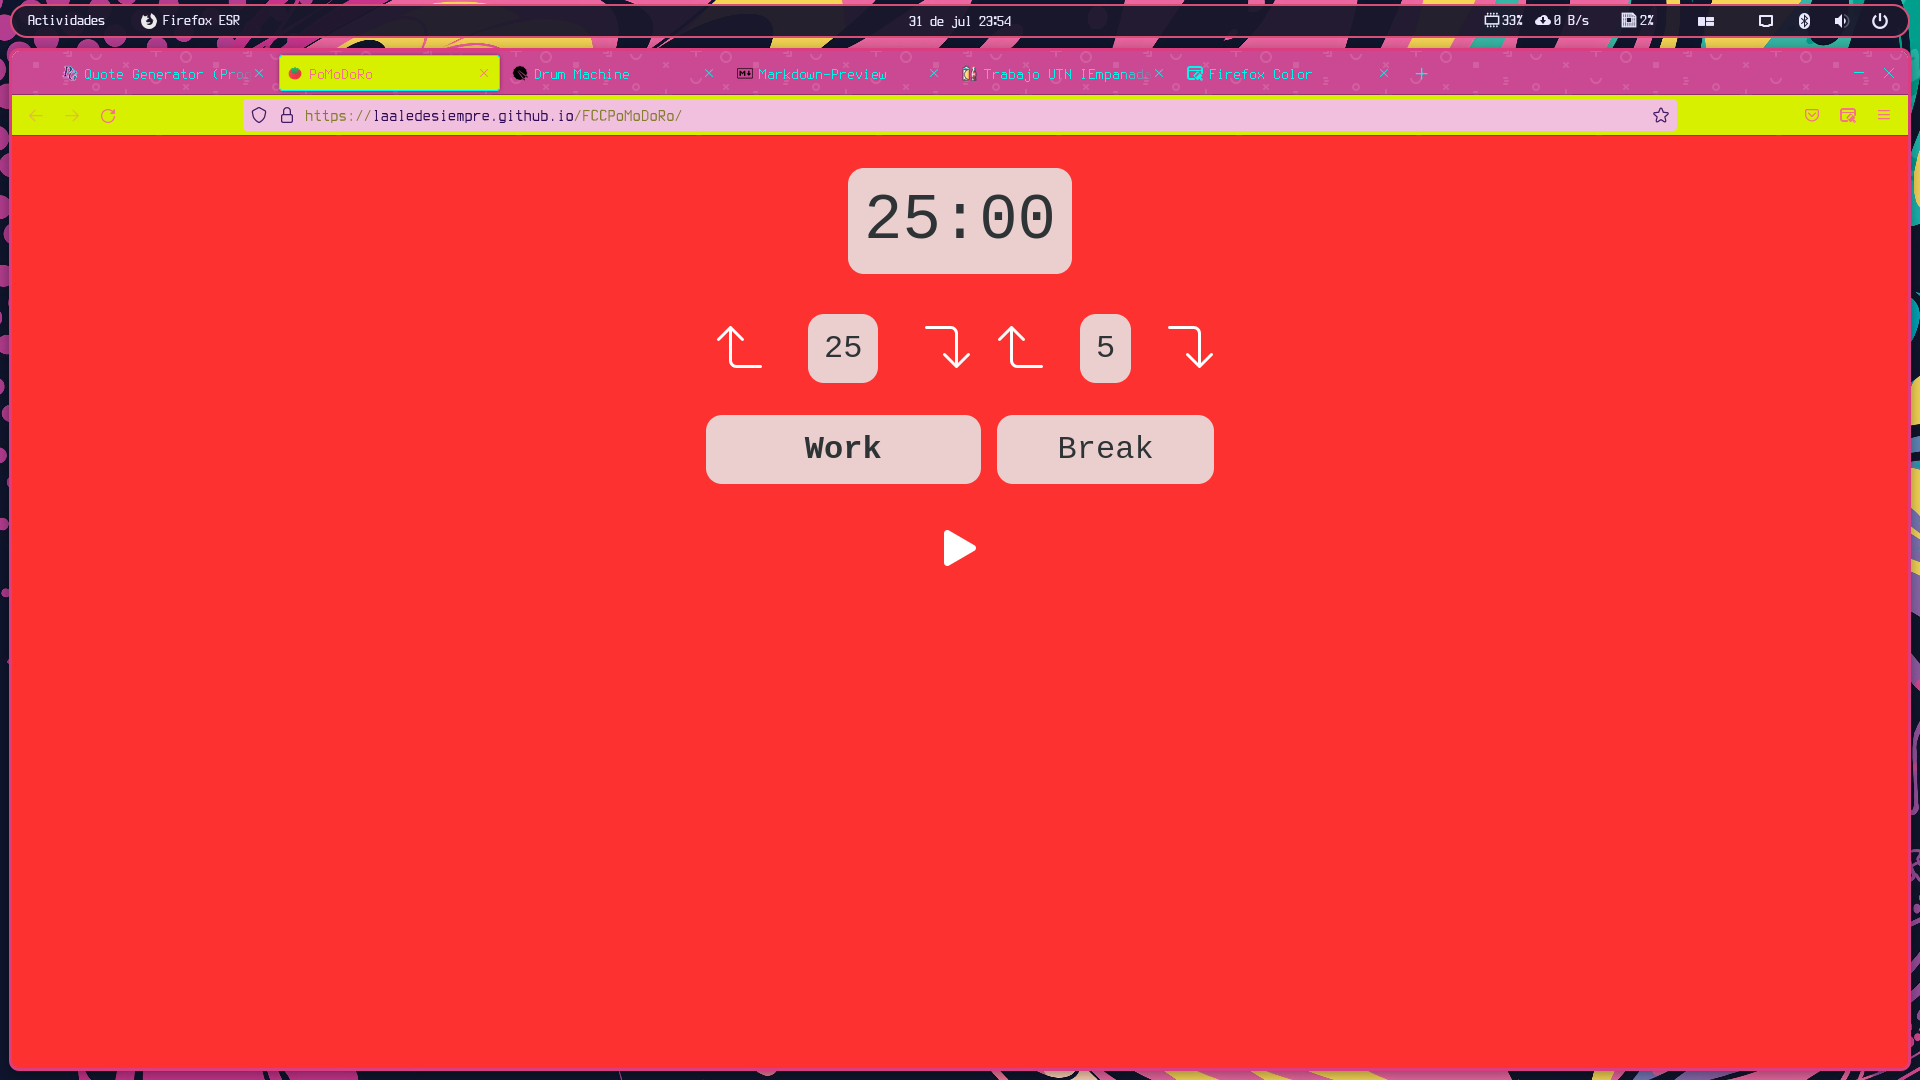 Actividades Firefox ESR 31 de jul 23:54 33% 0 B/s 2%
Quote Generator (Pro PoMoDoRo Drum Machine Markdown-Preview Trabajo UTN |Empanad Firefox Color
https://laaledesiempre.github.io/FCCPoMoDoRo/
25:00
25 5
Work Break